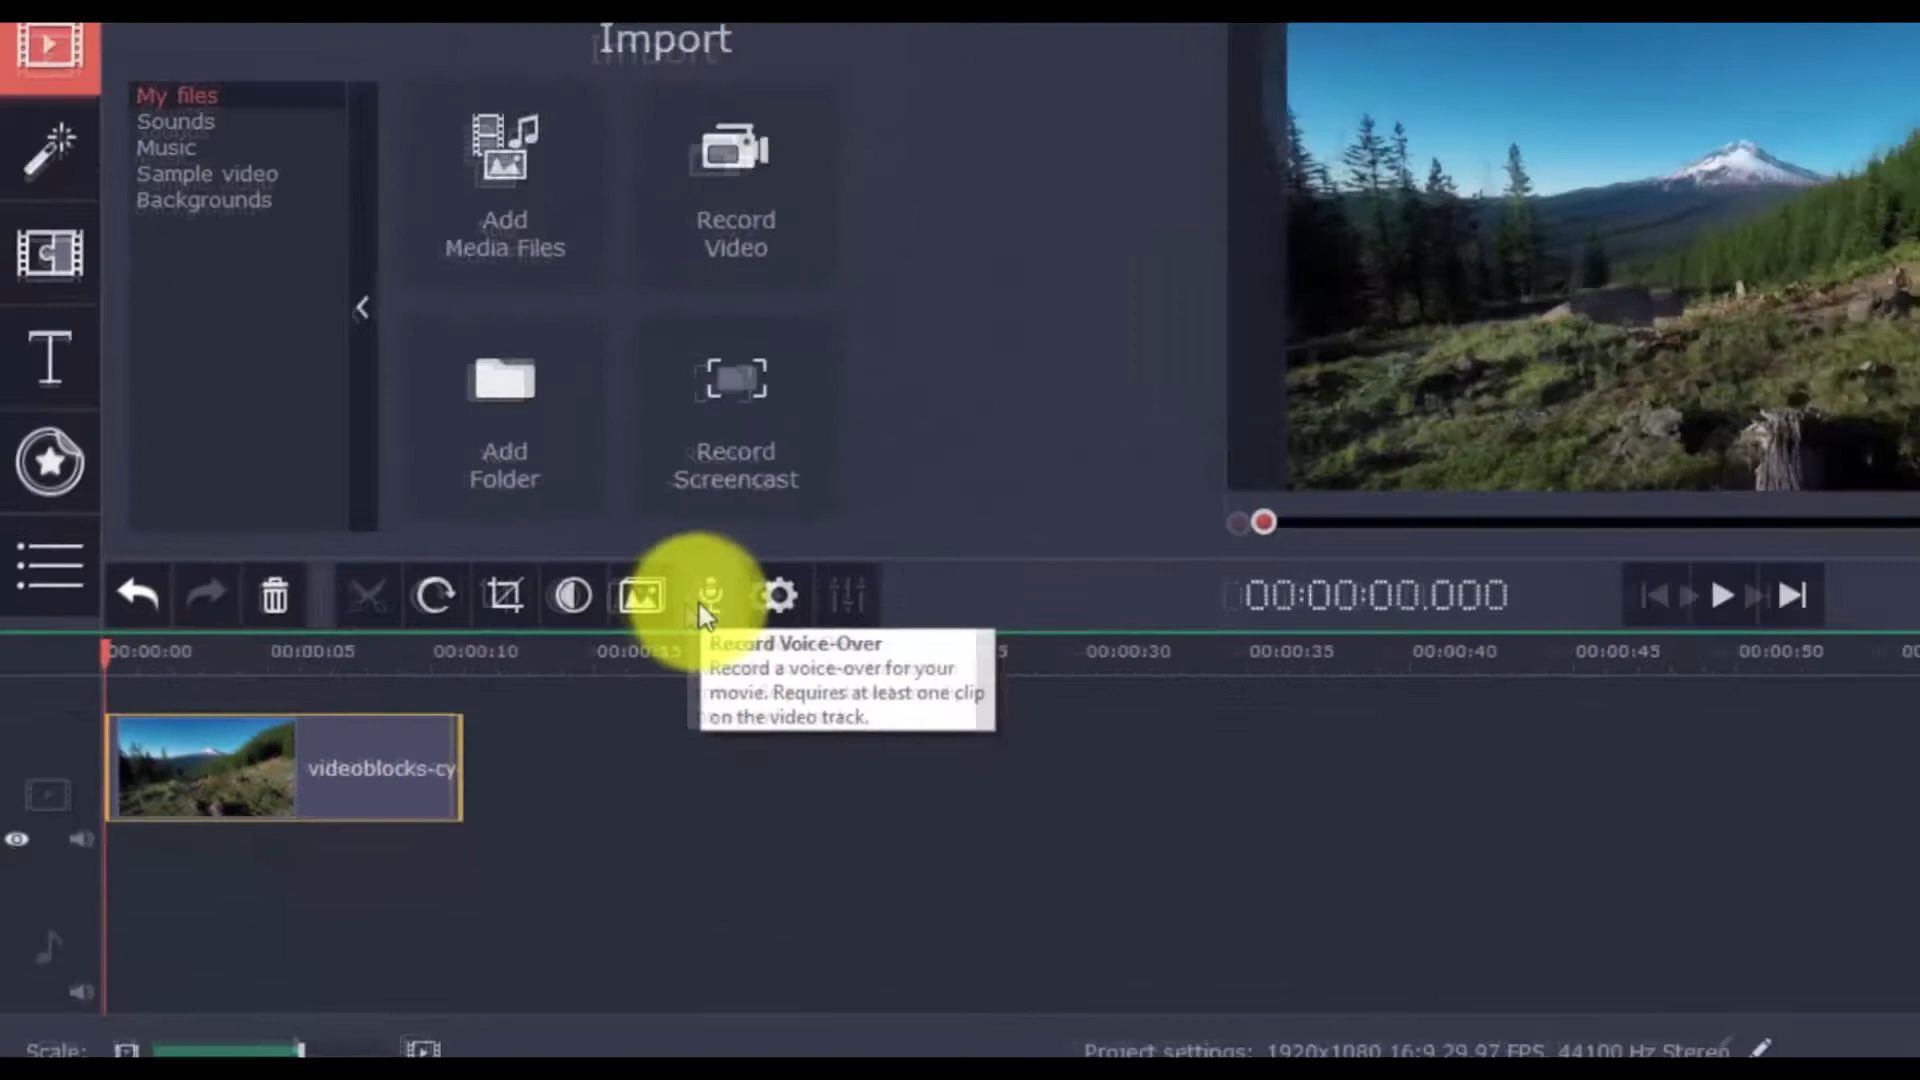 Import
My files
Sounds
Music
Sample video
Backgrounds
Add
Media Files
Record
Video
Add
Folder
Record
Screencast
00:00:00.000
00:00:00
00:00:05
00:00:10
00:00:15
00:00:30
00:00:35
00:00:40
00:00:45
00:00:50
Record Voice-Over
Record a voice-over for your
movie. Requires at least one clip
on the video track.
videoblocks-cy
Scale:
Project settings: 1920x1080 16:9 29.97 FPS, 44100 Hz Stereo